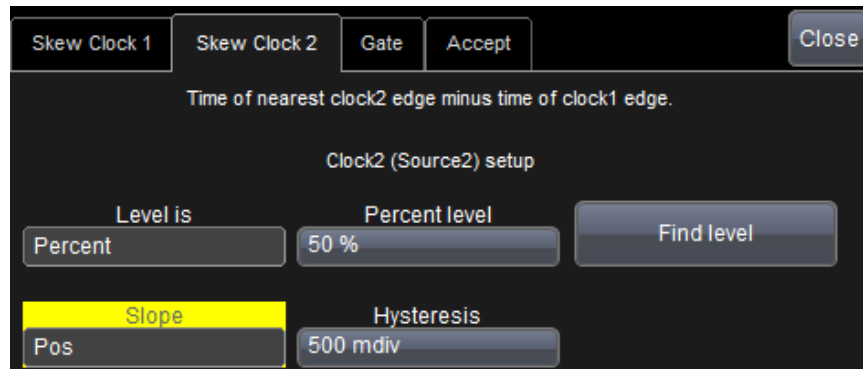 Skew Clock 1 Skew Clock 2 Gate Accept Close
Time of nearest clock2 edge minus time of clock1 edge.
Clock2 (Source2) setup
Level is Percent level
Percent 50 % Find level
Slope Hysteresis
Pos 500 mdiv